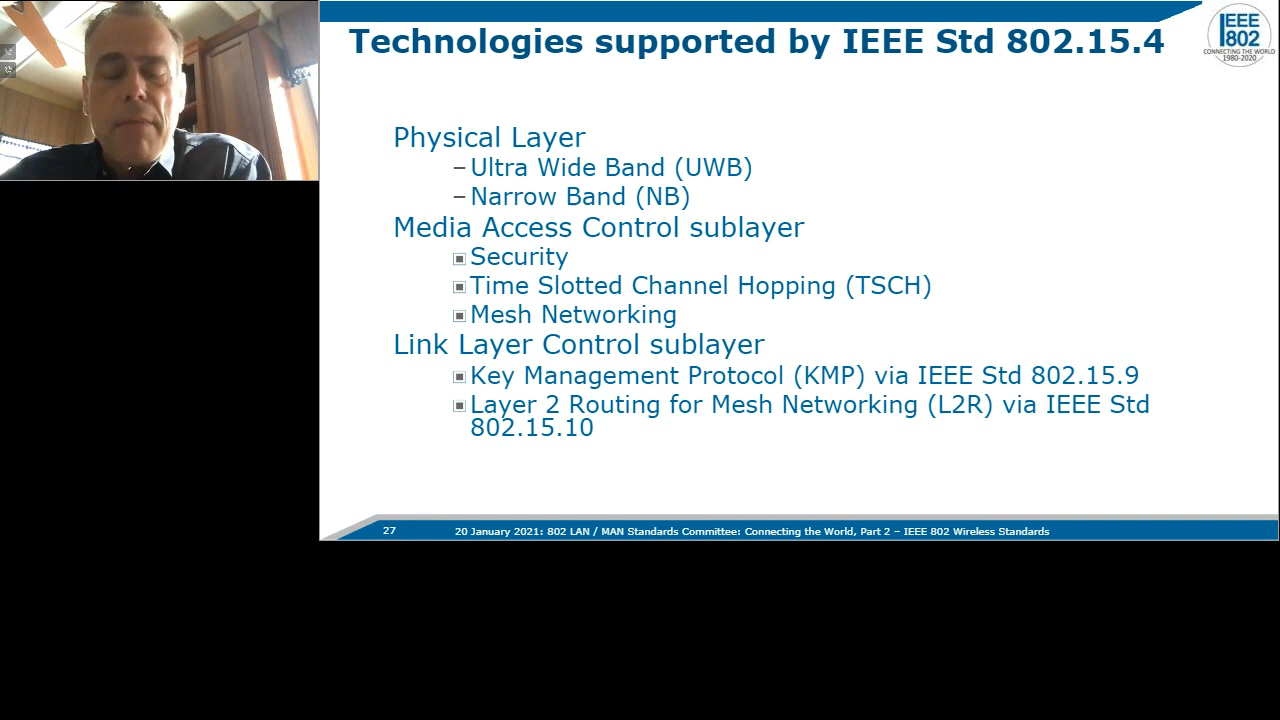 Technologies supported by IEEE Std 802.15.4
IEEE
802
CONNECTING THE WORLD
1980-2020
Physical Layer
–Ultra Wide Band (UWB)
–Narrow Band (NB)
Media Access Control sublayer
Security
Time Slotted Channel Hopping (TSCH)
Mesh Networking
Link Layer Control sublayer
Key Management Protocol (KMP) via IEEE Std 802.15.9
Layer 2 Routing for Mesh Networking (L2R) via IEEE Std
802.15.10
27
20 January 2021: 802 LAN / MAN Standards Committee: Connecting the World, Part 2 – IEEE 802 Wireless Standards